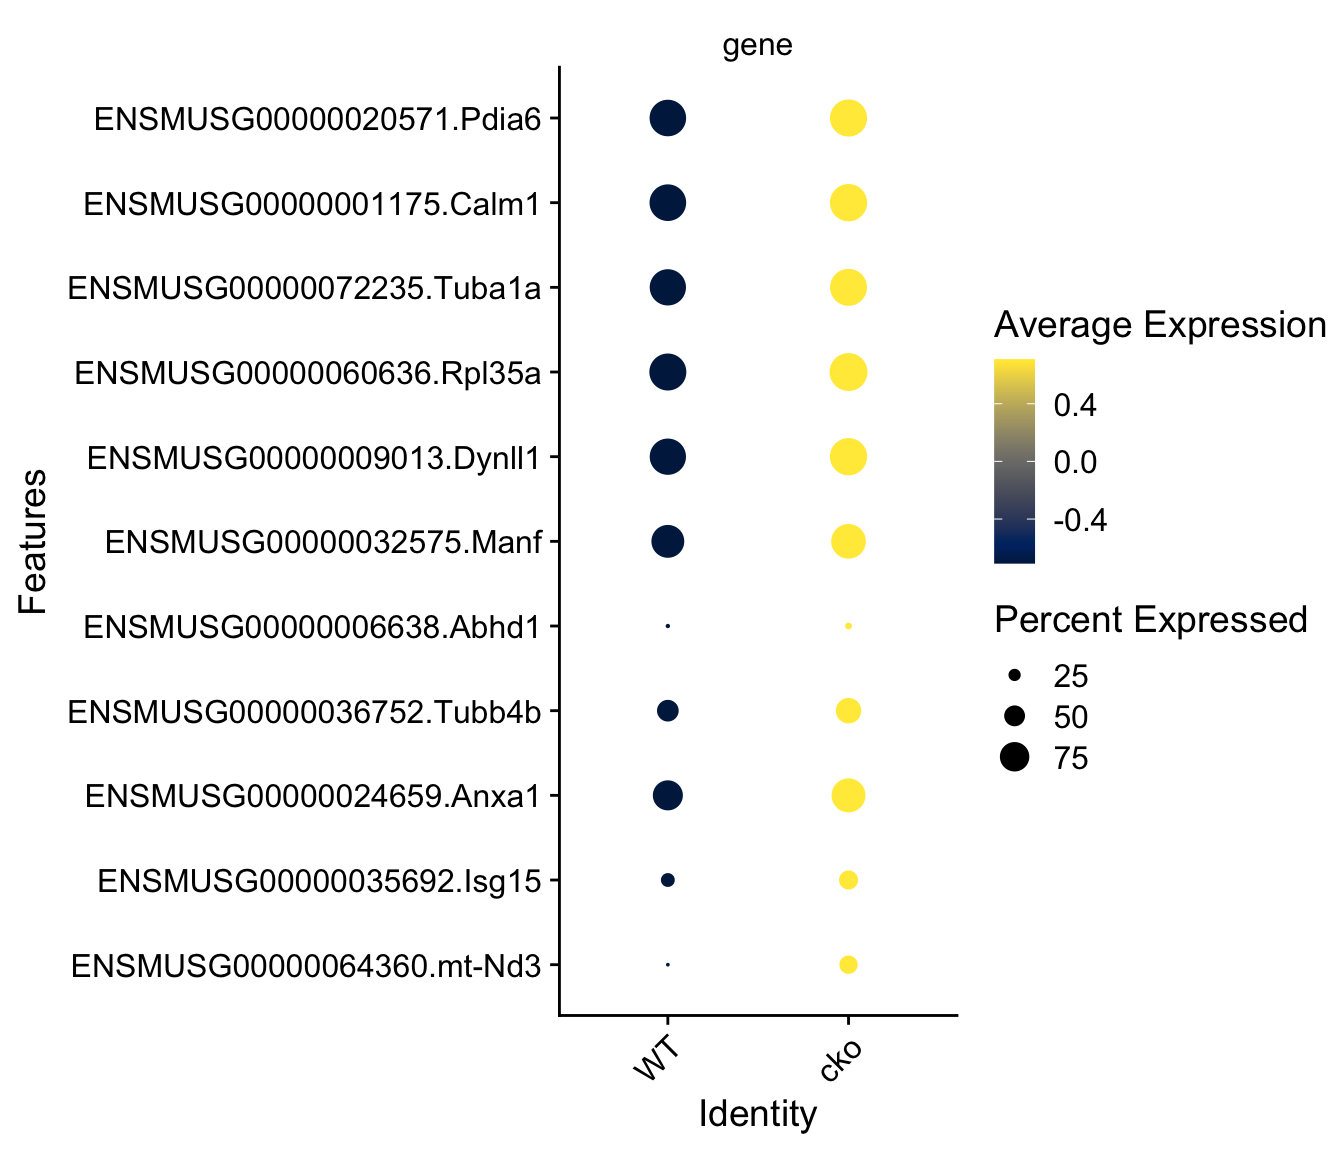 gene
ENSMUSG00000020571.Pdia6
ENSMUSG00000001175.Calm1
ENSMUSG00000072235.Tuba1a
ENSMUSG00000060636.Rpl35a
ENSMUSG00000009013.Dynll1
ENSMUSG00000032575.Manf
ENSMUSG00000006638.Abhd1
ENSMUSG00000036752.Tubb4b
ENSMUSG00000024659.Anxa1
ENSMUSG00000035692.Isg15
ENSMUSG00000064360.mt-Nd3
Features
WT
cko
Identity
Average Expression
0.4
0.0
-0.4
Percent Expressed
25
50
75